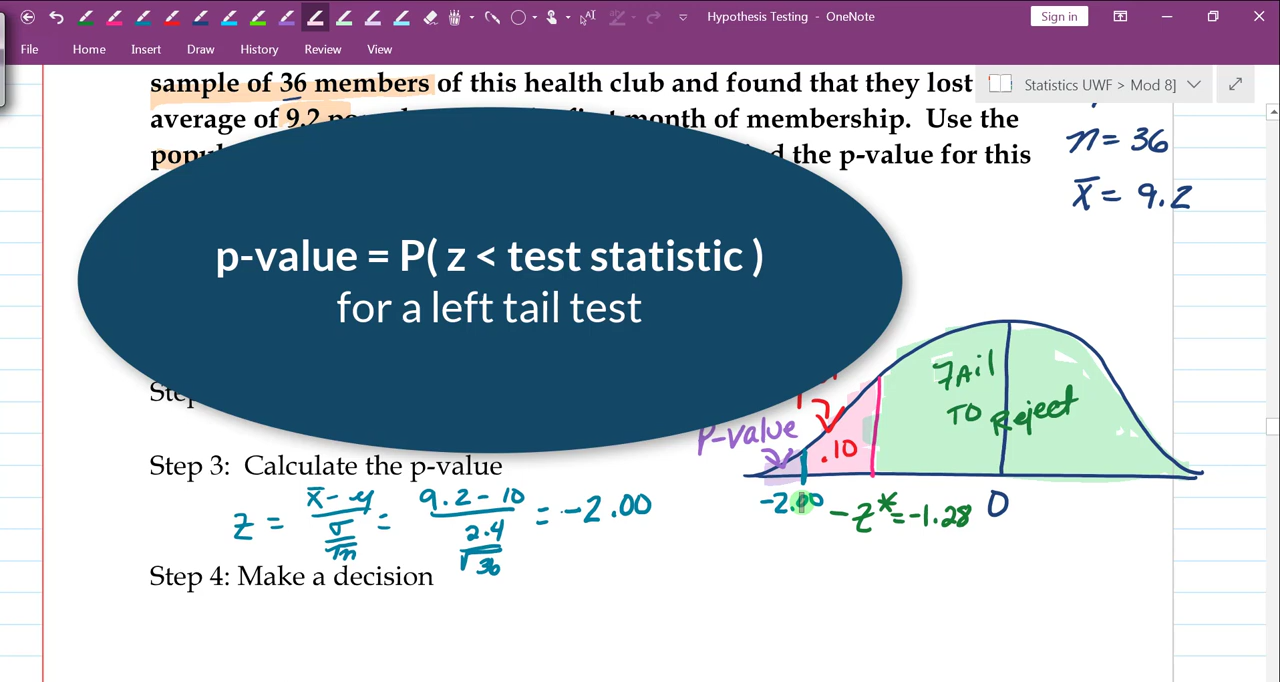 Hypothesis Testing - OneNote
Sign in
File Home Insert Draw History Review View
Statistics UWF > Mod 8]
sample of 36 members of this health club and found that they lost
average of 9.2 month of membership. Use the
the p-value for this
n = 36
x̄ = 9.2
p-value = P( z < test statistic )
for a left tail test
Fail
To Reject
P-value
.10
-2.00 -z* = -1.28 0
Step 3: Calculate the p-value
z = x̄ - μ / σ/√n = 9.2 - 10 / 2.4/√36 = -2.00
Step 4: Make a decision